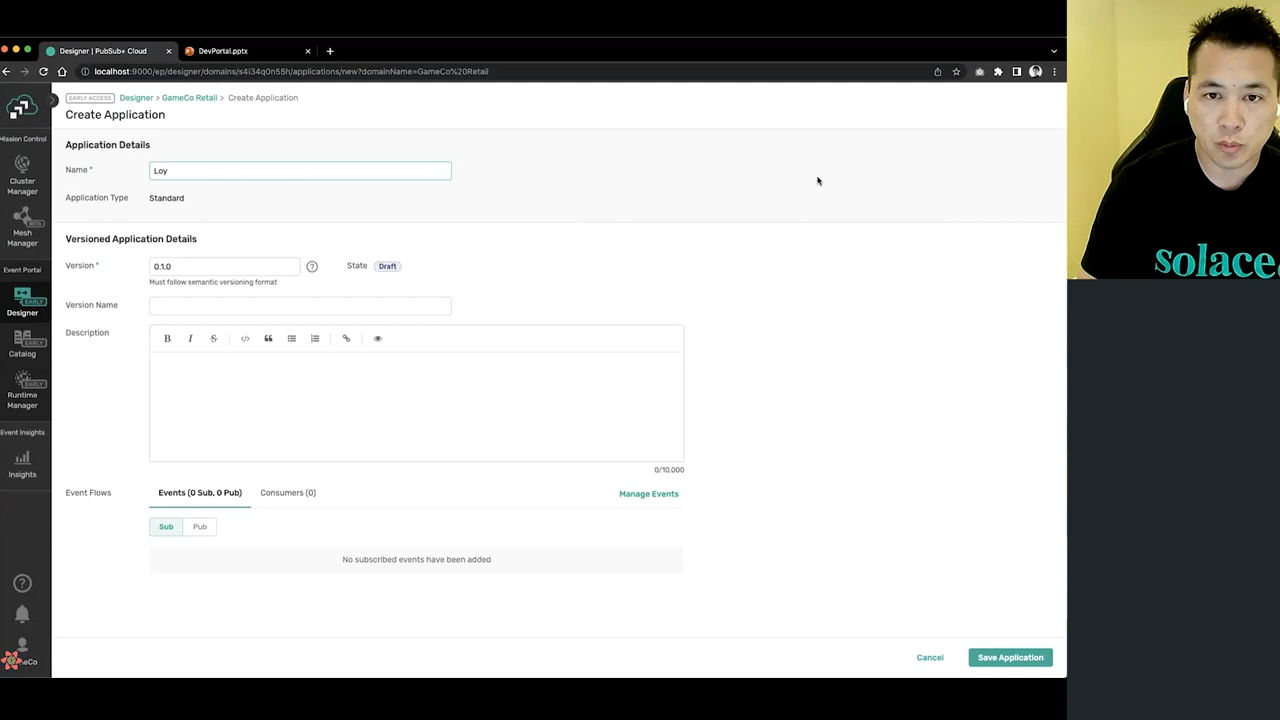 Designer | PubSub+ Cloud
DevPortal.pptx
localhost:9000/ep/designer/domains/s4i34q0n55h/applications/new?domainName=GameCo%20Retail
EARLY ACCESS
Designer > GameCo Retail > Create Application
Create Application
Mission Control
Cluster
Manager
BETA
Mesh
Manager
Event Portal
EARLY
Designer
EARLY
Catalog
EARLY
Runtime
Manager
Event Insights
Insights
Application Details
Name *
Loy
Application Type
Standard
Versioned Application Details
Version *
0.1.0
State
Draft
Must follow semantic versioning format
Version Name
Description
B I S
0/10,000
Event Flows
Events (0 Sub, 0 Pub)
Consumers (0)
Manage Events
Sub
Pub
No subscribed events have been added
Cancel
Save Application
solace